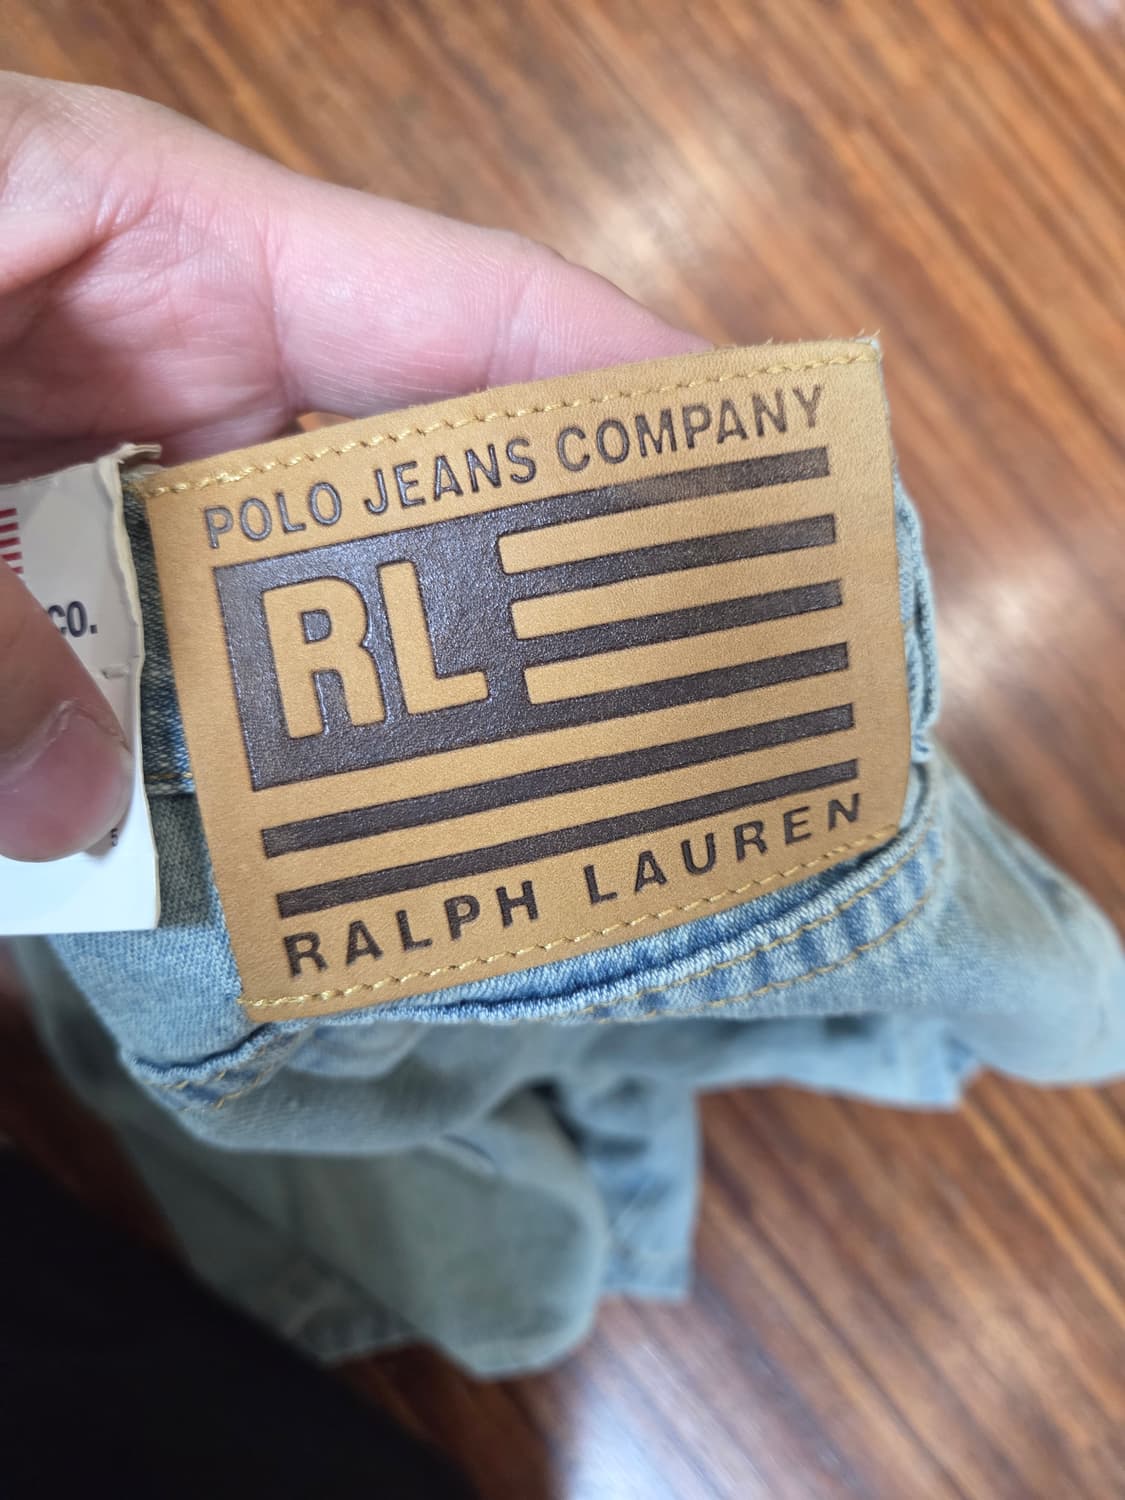 POLO JEANS COMPANY
RL
RALPH LAUREN
CO.